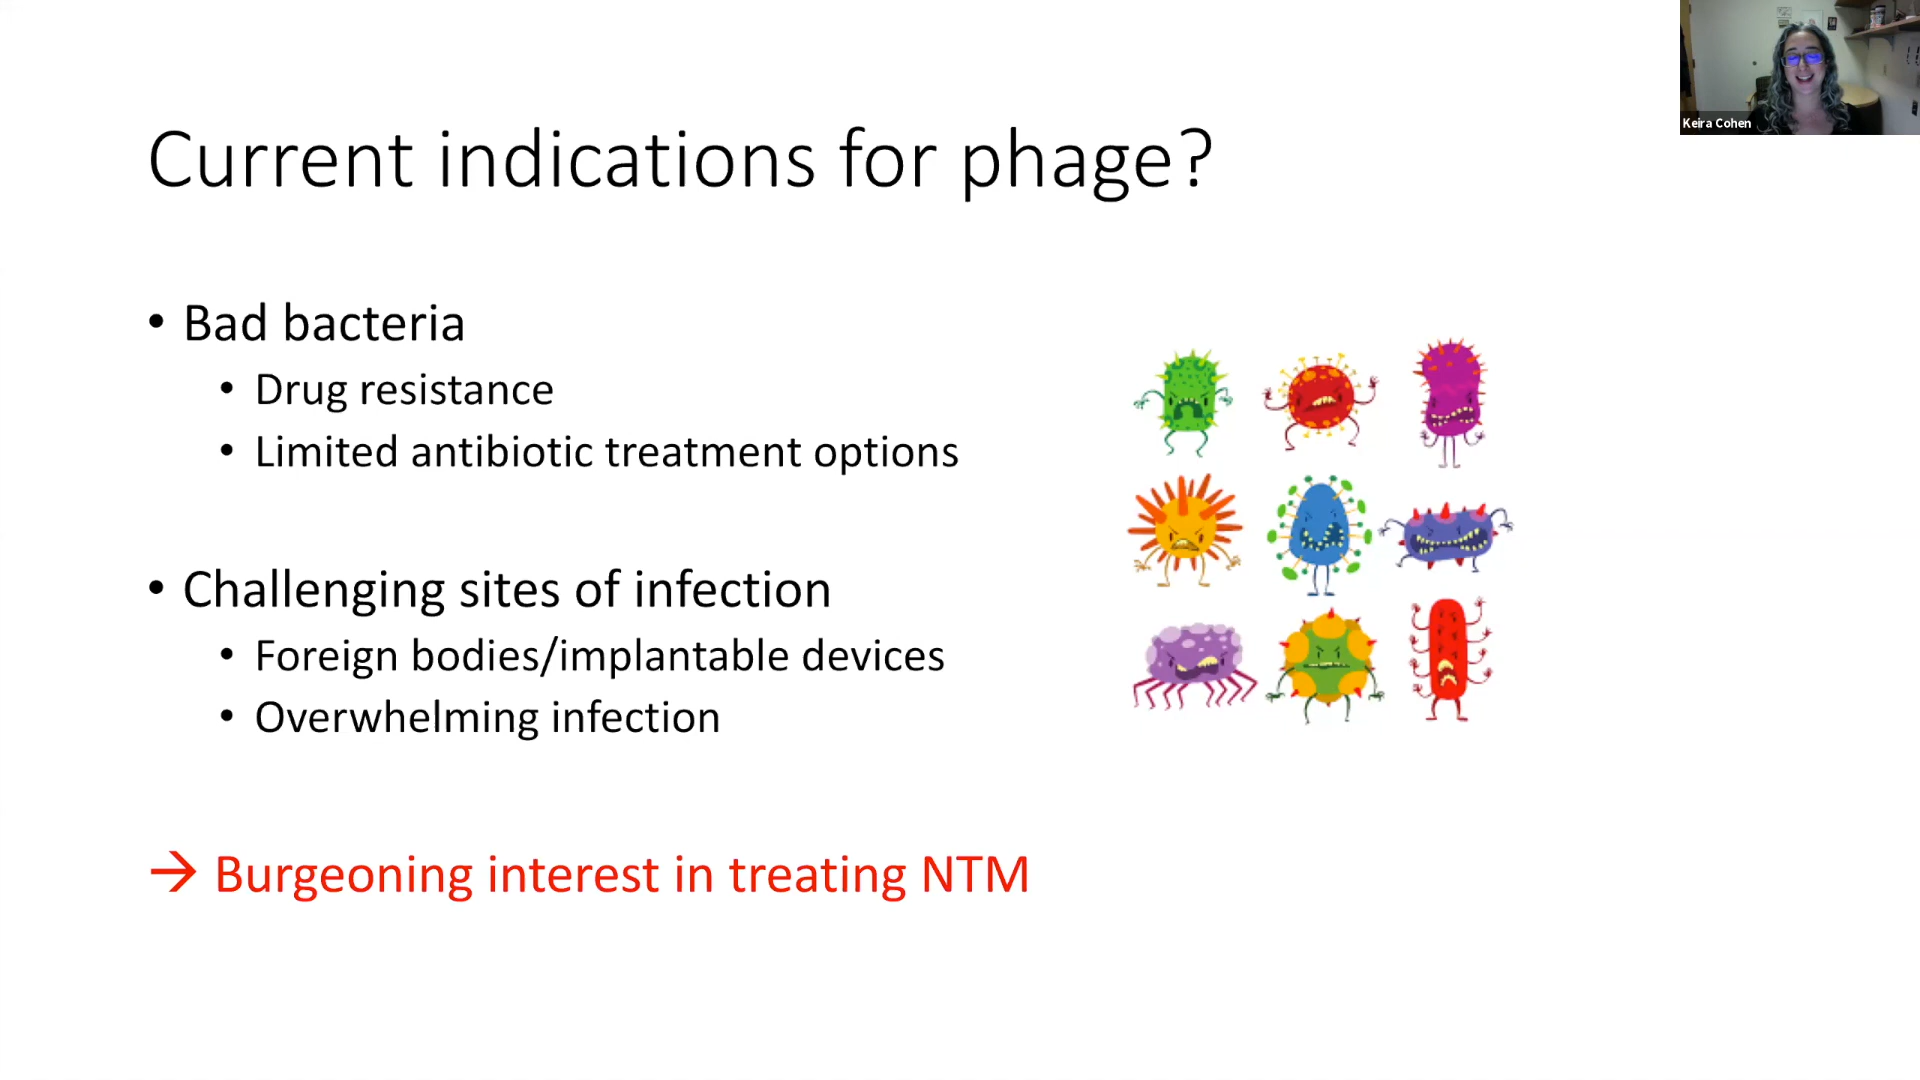 Keira Cohen
Current indications for phage?
• Bad bacteria
• Drug resistance
• Limited antibiotic treatment options
• Challenging sites of infection
• Foreign bodies/implantable devices
• Overwhelming infection
→ Burgeoning interest in treating NTM